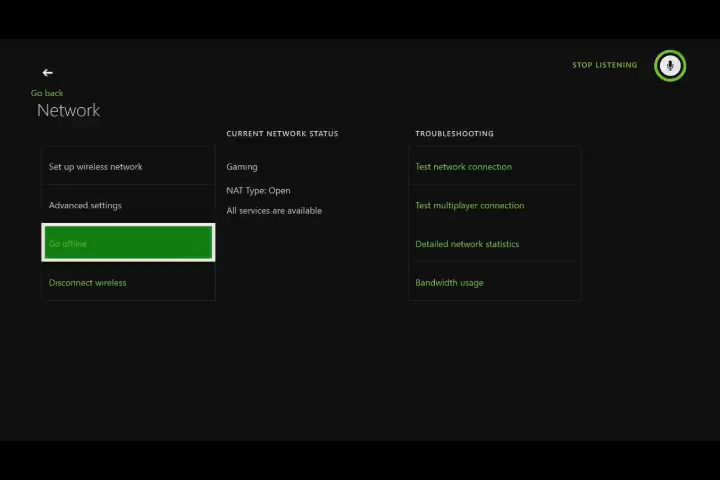 STOP LISTENING
Go back
Network
Set up wireless network
Advanced settings
Go offline
Disconnect wireless
CURRENT NETWORK STATUS
Gaming
NAT Type: Open
All services are available
TROUBLESHOOTING
Test network connection
Test multiplayer connection
Detailed network statistics
Bandwidth usage